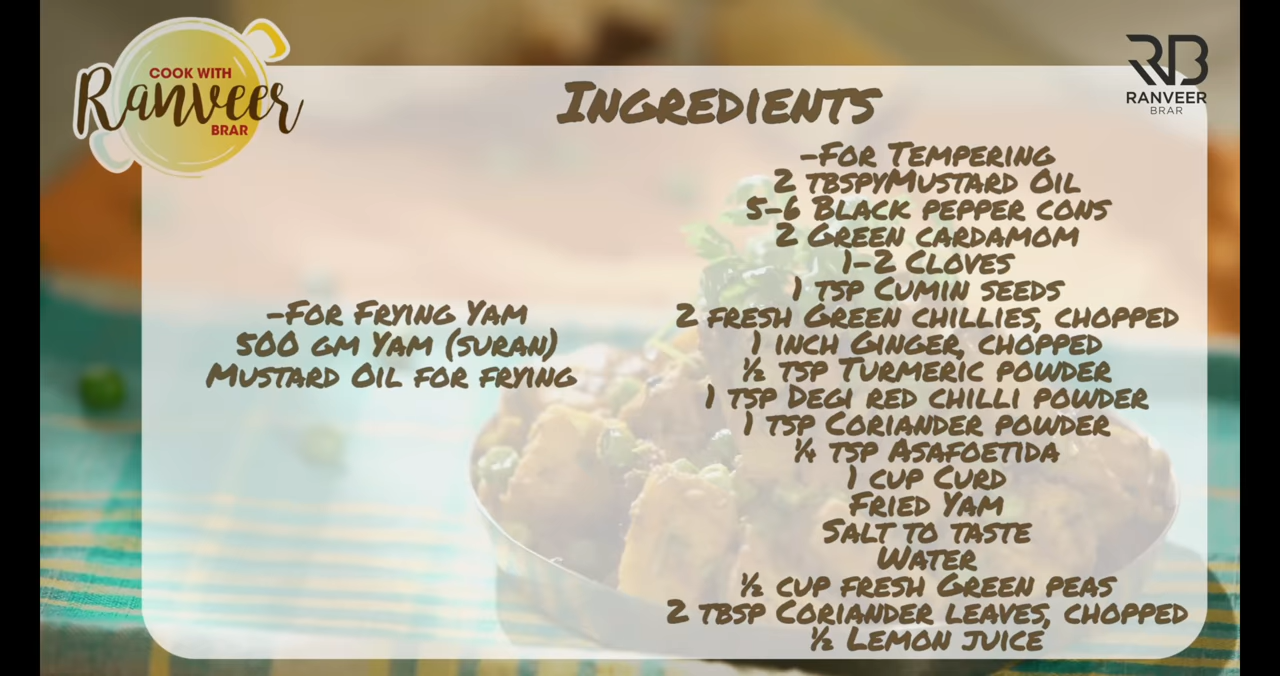 COOK WITH
Ranveer
BRAR
RB
RANVEER
BRAR
Ingredients
-For Frying Yam
500 gm Yam (suran)
Mustard Oil for frying
-For Tempering
2 tbspyMustard Oil
5-6 Black pepper cons
2 Green cardamom
1-2 Cloves
1 tsp Cumin seeds
2 fresh Green chillies, chopped
1 inch Ginger, chopped
½ tsp Turmeric powder
1 tsp Degi red chilli powder
1 tsp Coriander powder
¼ tsp Asafoetida
1 cup Curd
Fried Yam
Salt to taste
Water
½ cup fresh Green peas
2 tbsp Coriander leaves, chopped
½ Lemon juice